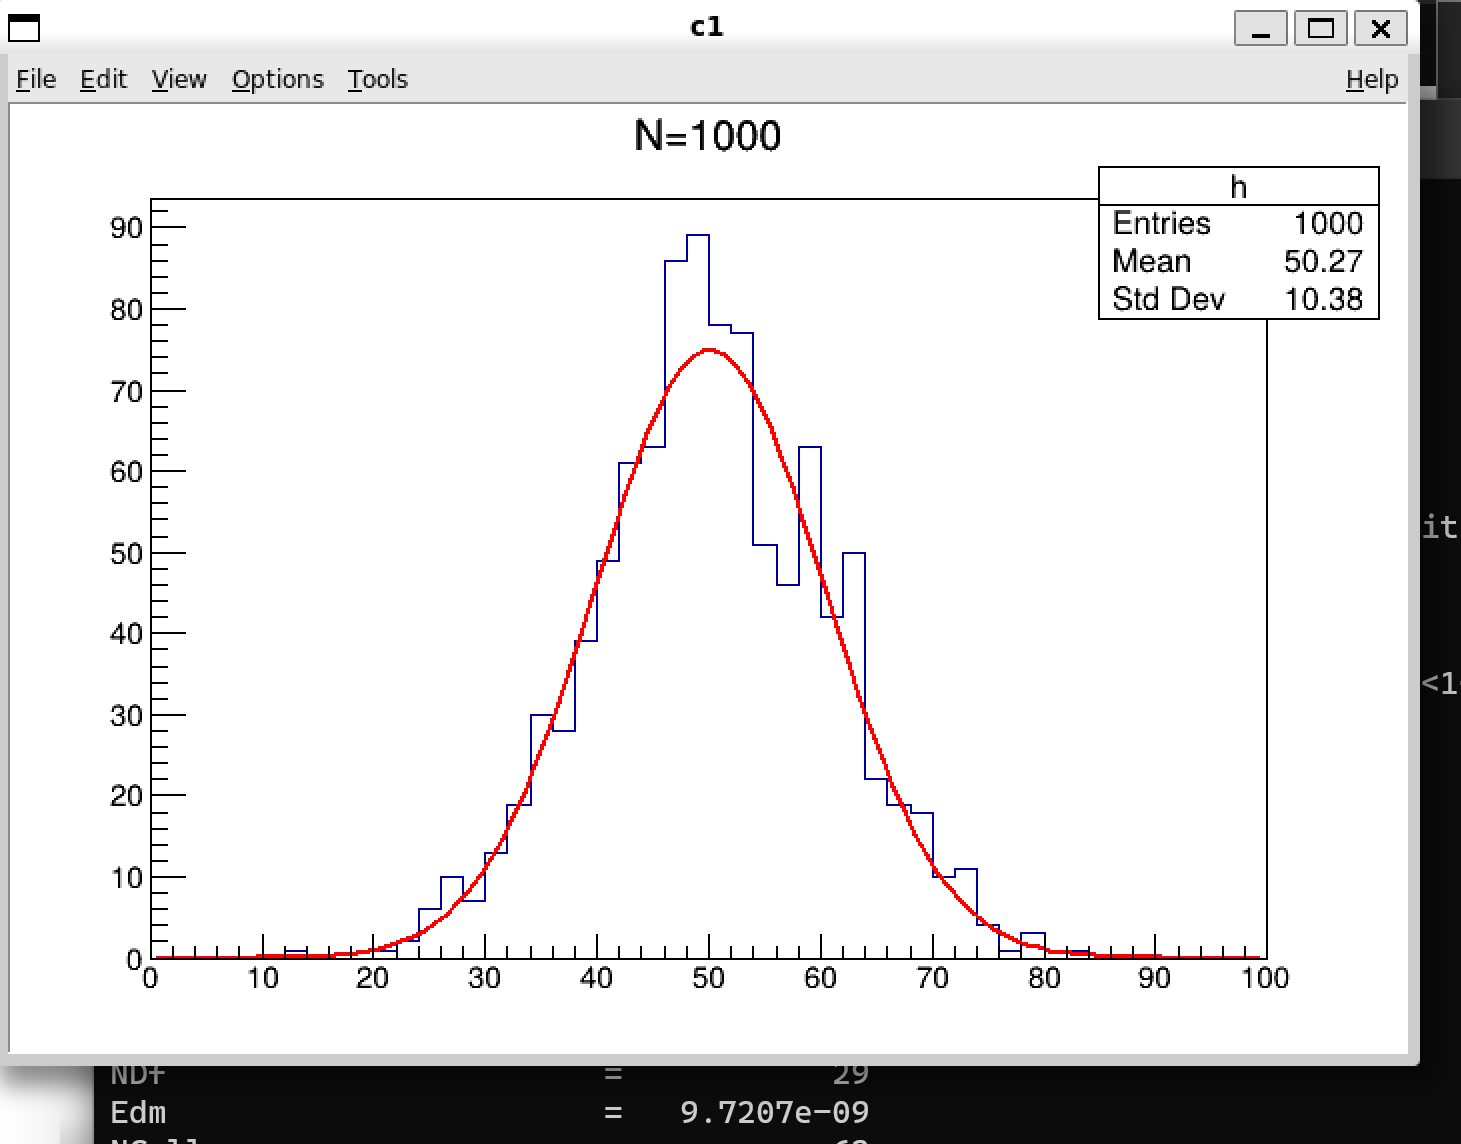 c1
File Edit View Options Tools Help
N=1000
h
Entries 1000
Mean 50.27
Std Dev 10.38
90
80
70
60
50
40
30
20
10
0
0 10 20 30 40 50 60 70 80 90 100
it
<1
NDf = 29
Edm = 9.7207e-09